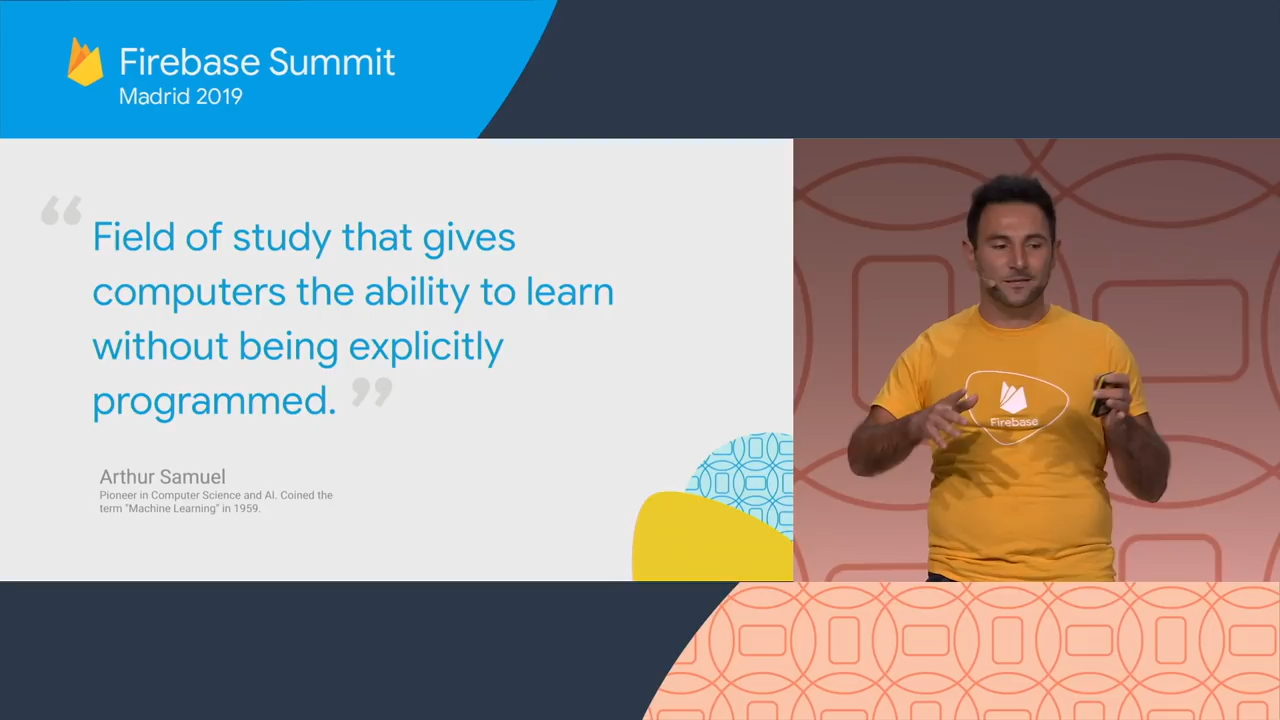 Firebase Summit
Madrid 2019
“
Field of study that gives
computers the ability to learn
without being explicitly
programmed. ”
Arthur Samuel
Pioneer in Computer Science and AI. Coined the
term "Machine Learning" in 1959.
Firebase